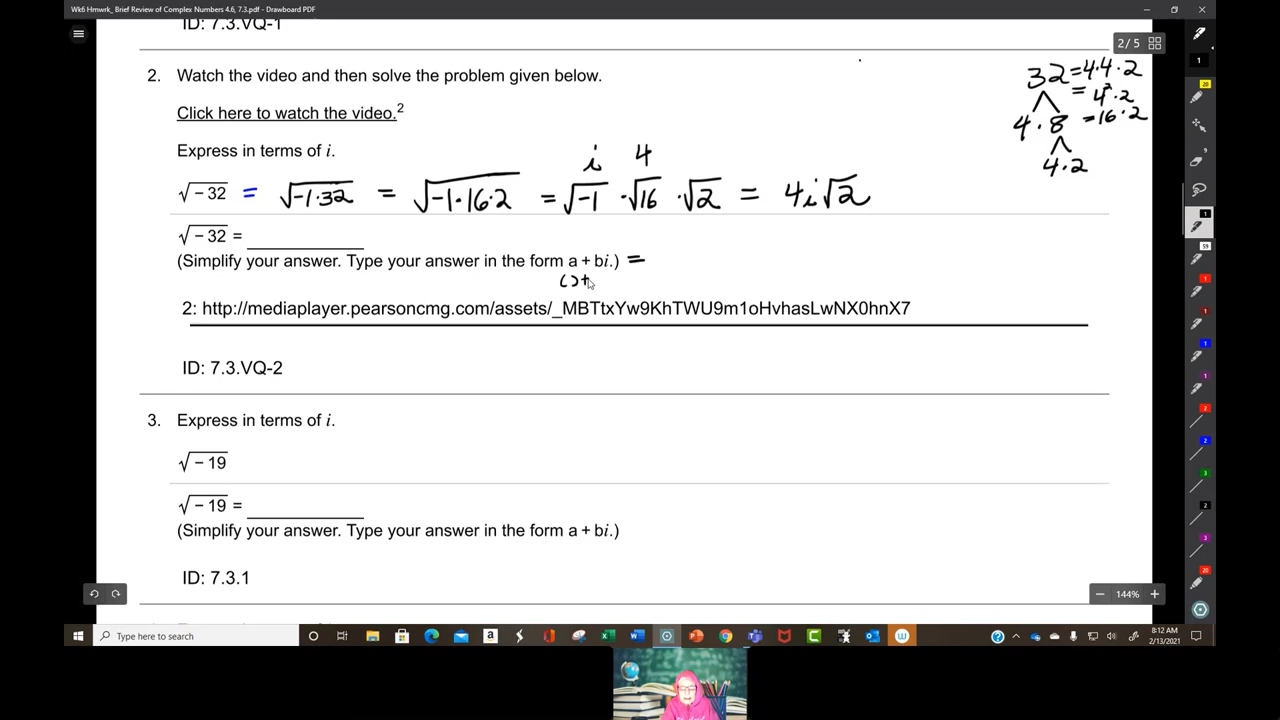 Wk6 Hmwrk_ Brief Review of Complex Numbers 4.6, 7.3.pdf - Drawboard PDF
ID: 7.3.VQ-1
2/5
2. Watch the video and then solve the problem given below.
32 = 4·4·2
= 4²·2
Click here to watch the video.²
4·8 = 16·2
4·2
Express in terms of i.
i 4
√-32 = √-1·32 = √-1·16·2 = √-1 ·√16 ·√2 = 4i√2
√-32 =
(Simplify your answer. Type your answer in the form a + bi.) =
( ) +
2: http://mediaplayer.pearsoncmg.com/assets/_MBTtxYw9KhTWU9m1oHvhasLwNX0hnX7
ID: 7.3.VQ-2
3. Express in terms of i.
√-19
√-19 =
(Simplify your answer. Type your answer in the form a + bi.)
ID: 7.3.1
144%
Type here to search
8:12 AM
2/13/2021